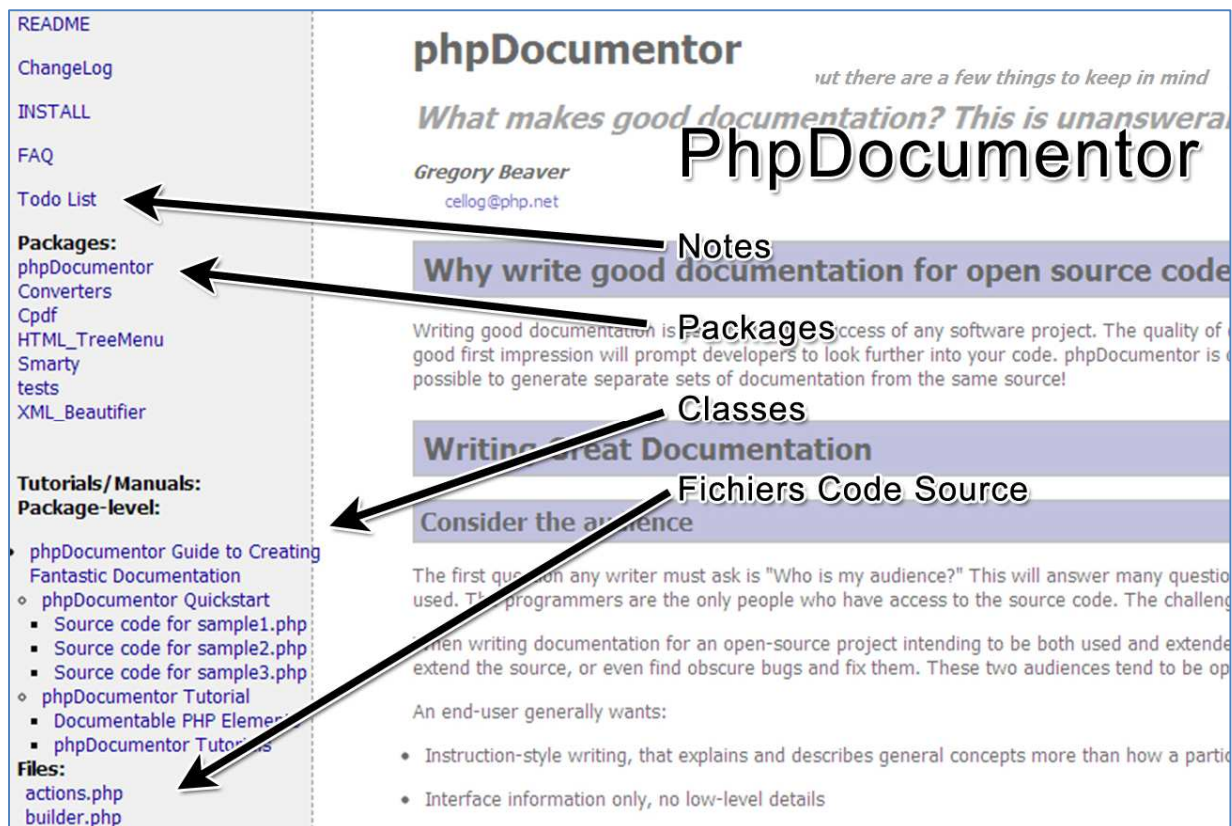 README
ChangeLog
INSTALL
FAQ
Todo List
Packages:
phpDocumentor
Converters
Cpdf
HTML_TreeMenu
Smarty
tests
XML_Beautifier
Tutorials/Manuals:
Package-level:
phpDocumentor Guide to Creating
Fantastic Documentation
phpDocumentor Quickstart
Source code for sample1.php
Source code for sample2.php
Source code for sample3.php
phpDocumentor Tutorial
Documentable PHP Elements
phpDocumentor Tutorials
Files:
actions.php
builder.php
phpDocumentor
but there are a few things to keep in mind
What makes good documentation? This is
PhpDocumentor
Gregory Beaver
cellog@php.net
Notes
Why write good documentation for open source code
Packages
Writing good documentation is success of any software project. The quality of
good first impression will prompt developers to look further into your code. phpDocumentor is
possible to generate separate sets of documentation from the same source!
Classes
Writing Great Documentation
Fichiers Code Source
Consider the audience
The first question any writer must ask is "Who is my audience?" This will answer many
used. The programmers are the only people who have access to the source code. The
When writing documentation for an open-source project intending to be both used and
extend the source, or even find obscure bugs and fix them. These two audiences tend to be
An end-user generally wants:
Instruction-style writing, that explains and describes general concepts more than how a
Interface information only, no low-level details